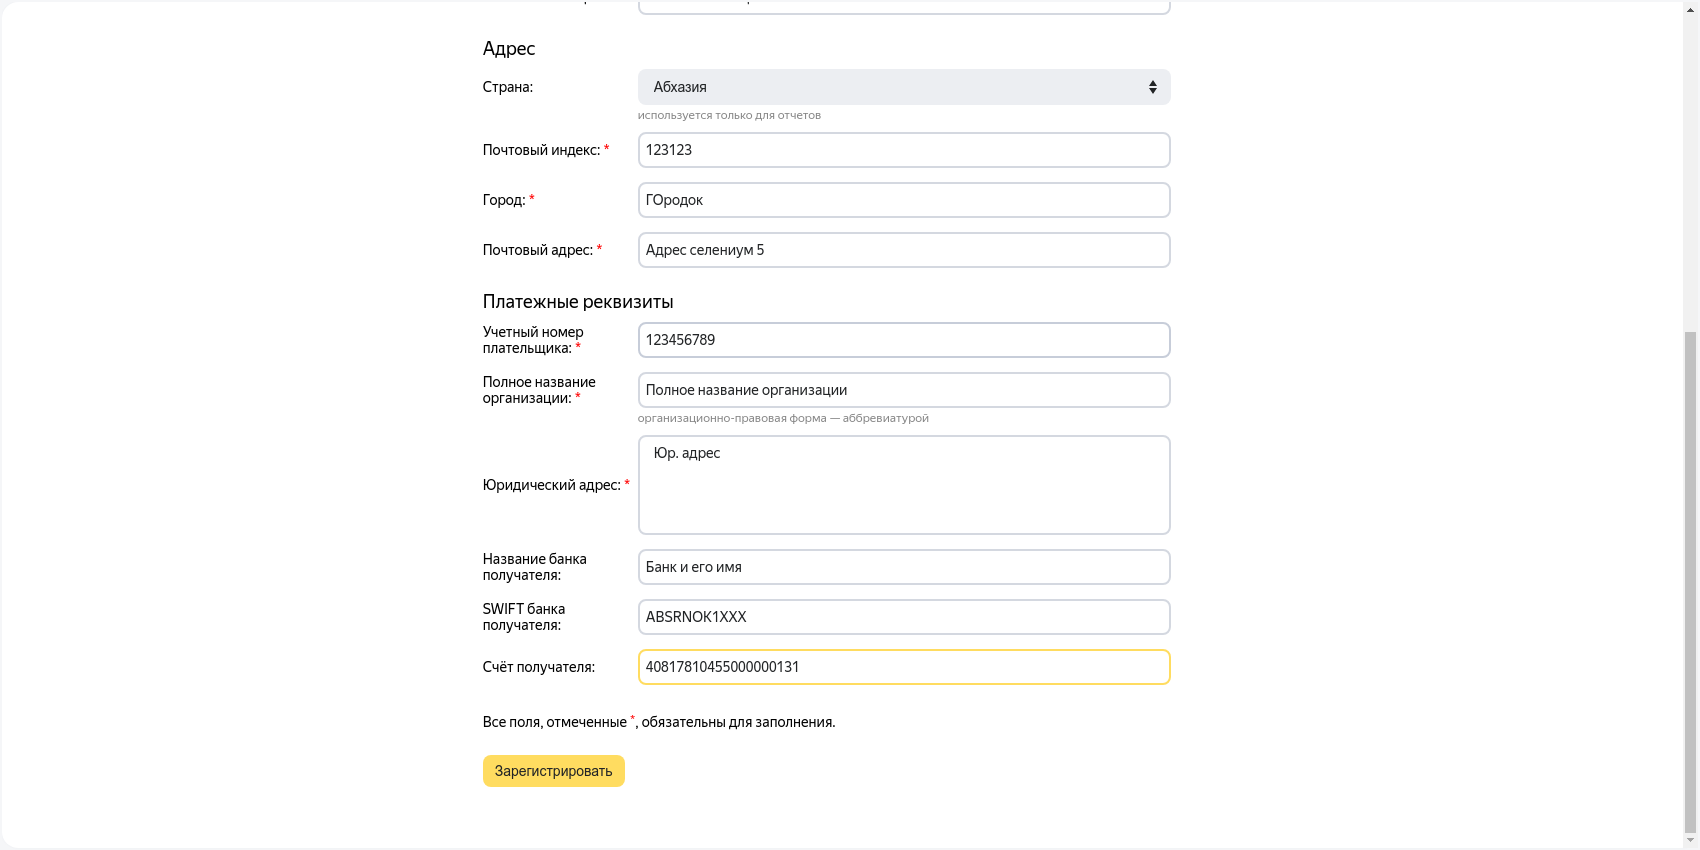 Адрес
Страна:
Абхазия
используется только для отчетов
Почтовый индекс: *
123123
Город: *
ГОродок
Почтовый адрес: *
Адрес селениум 5
Платежные реквизиты
Учетный номер
плательщика: *
123456789
Полное название
организации: *
Полное название организации
организационно-правовая форма — аббревиатурой
Юридический адрес: *
Юр. адрес
Название банка
получателя:
Банк и его имя
SWIFT банка
получателя:
ABSRNOK1XXX
Счёт получателя:
40817810455000000131
Все поля, отмеченные *, обязательны для заполнения.
Зарегистрировать